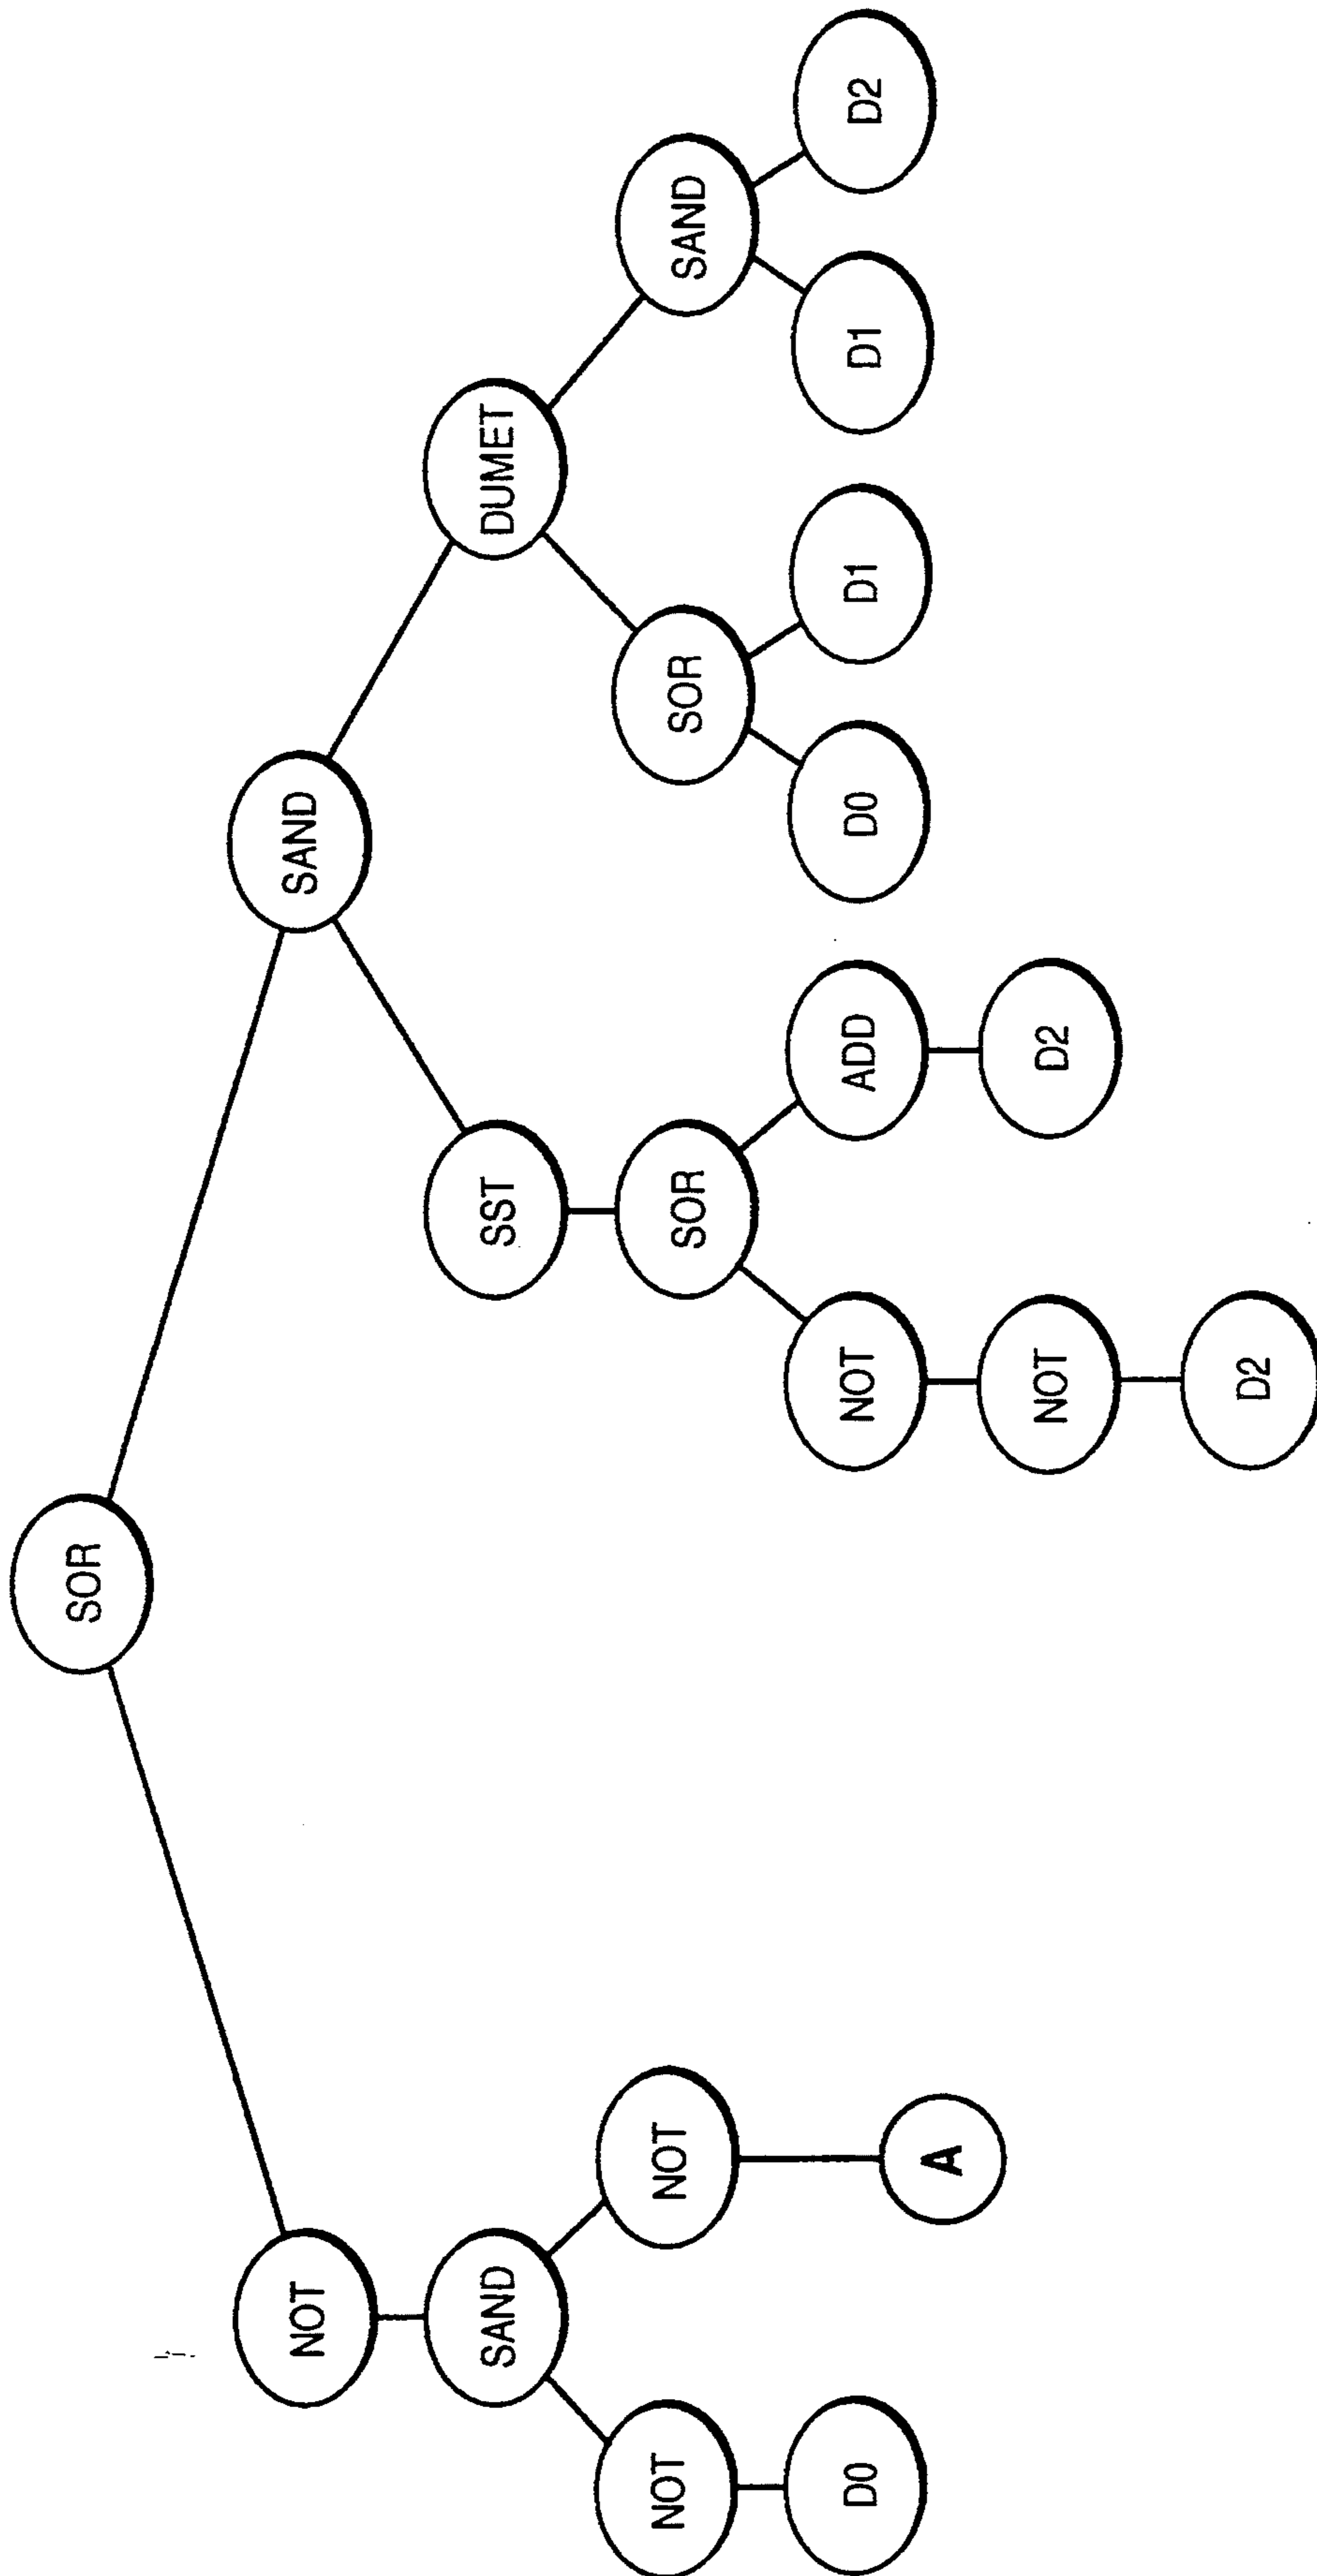 SOR
NOT
SAND
SAND
SST
DUMET
NOT
NOT
SOR
SOR
SAND
D0
A
NOT
ADD
D0
D1
D1
D2
NOT
D2
D2